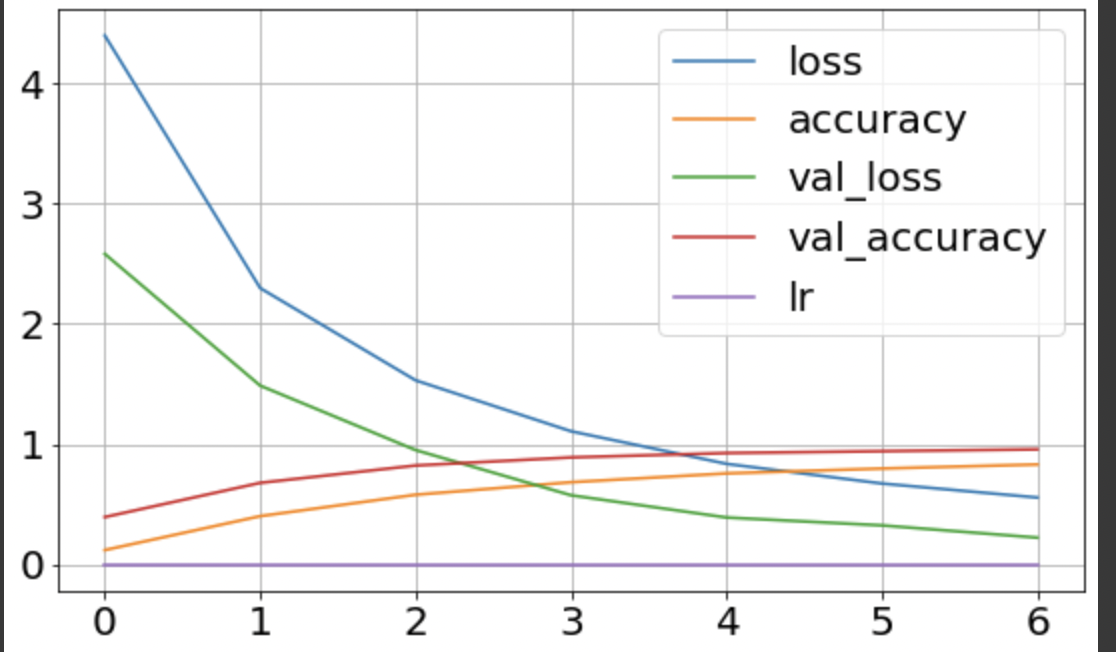 4
3
2
1
0
0 1 2 3 4 5 6
loss
accuracy
val_loss
val_accuracy
lr